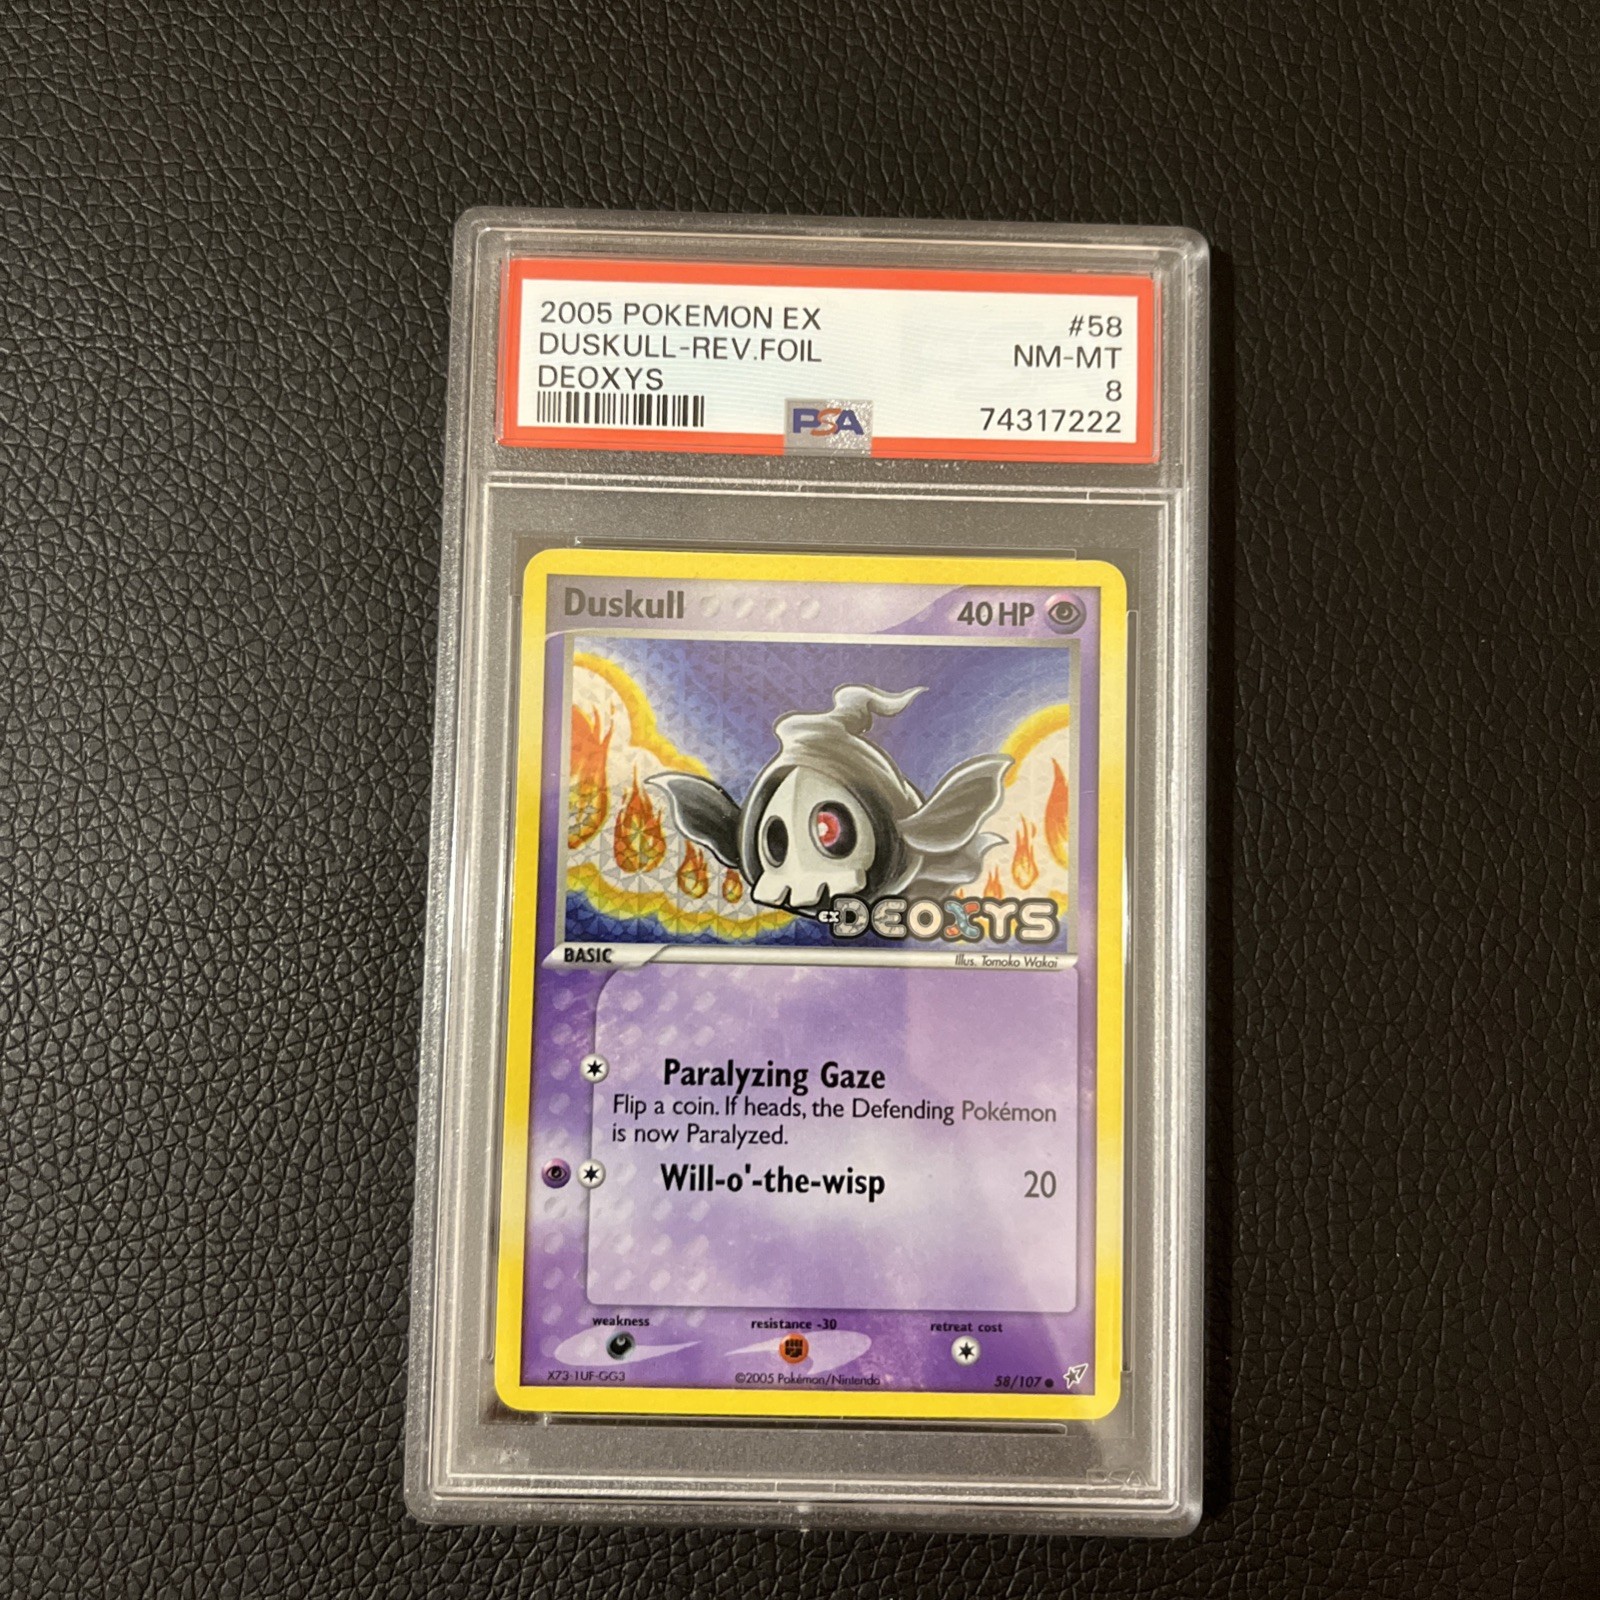 2005 POKEMON EX #58
DUSKULL-REV.FOIL NM-MT
DEOXYS 8
PSA 74317222
Duskull 40 HP
ex DEOXYS
BASIC Illus. Tomoko Wakai
Paralyzing Gaze
Flip a coin. If heads, the Defending Pokémon
is now Paralyzed.
Will-o'-the-wisp 20
weakness resistance -30 retreat cost
X73-1UF-GG3 ©2005 Pokémon/Nintendo 58/107
PSA